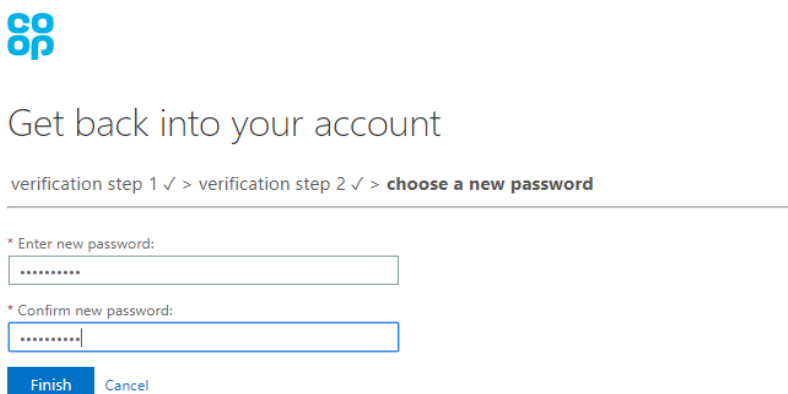 co
op
Get back into your account
verification step 1 ✓ > verification step 2 ✓ > choose a new password
* Enter new password:
••••••••••
* Confirm new password:
••••••••••
Finish Cancel